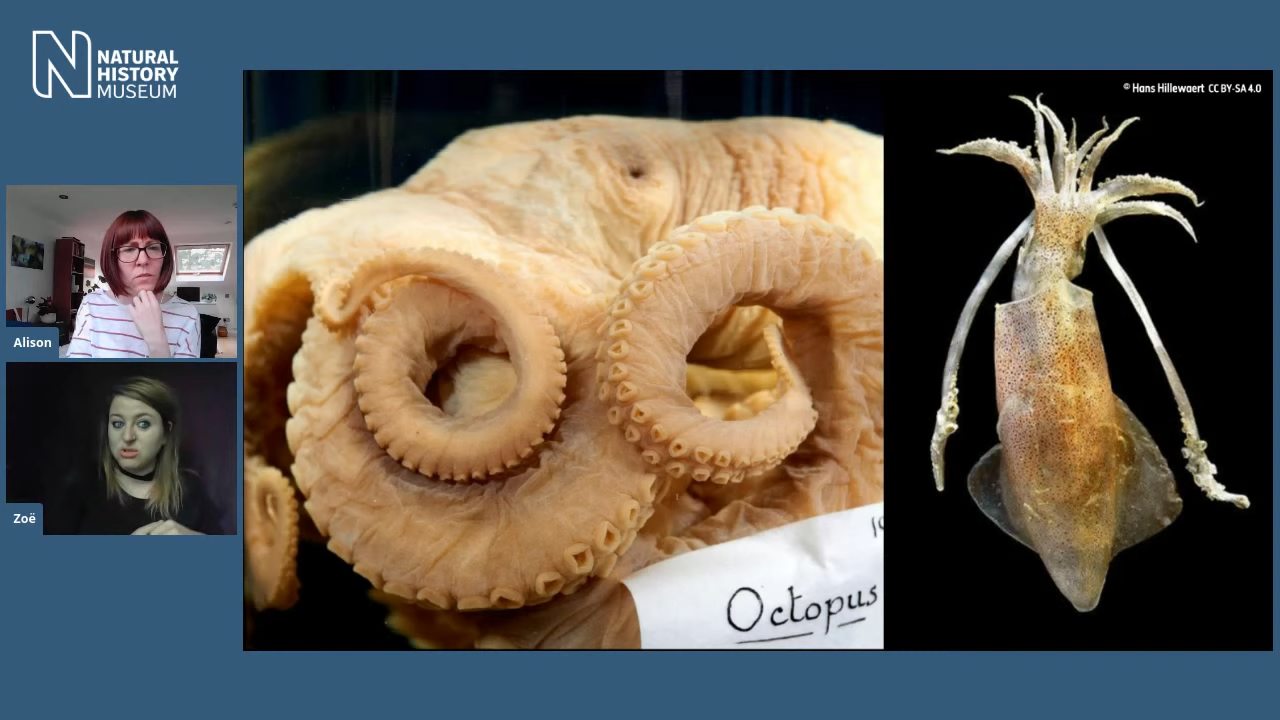 NATURAL
HISTORY
MUSEUM
© Hans Hillewaert CC BY-SA 4.0
Alison
Zoë
Octopus